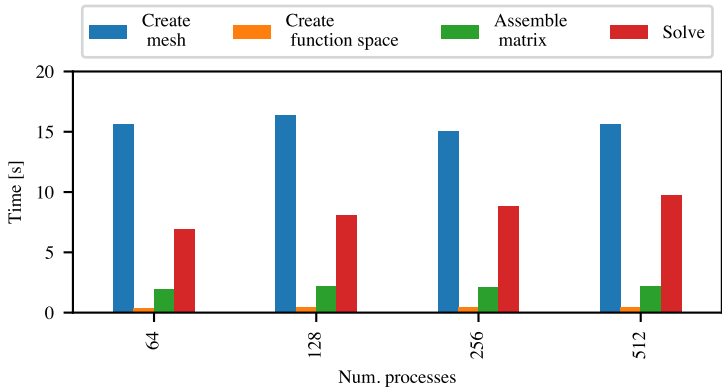 Create
mesh
Create
function space
Assemble
matrix
Solve
20
15
10
5
0
Time [s]
64
128
256
512
Num. processes